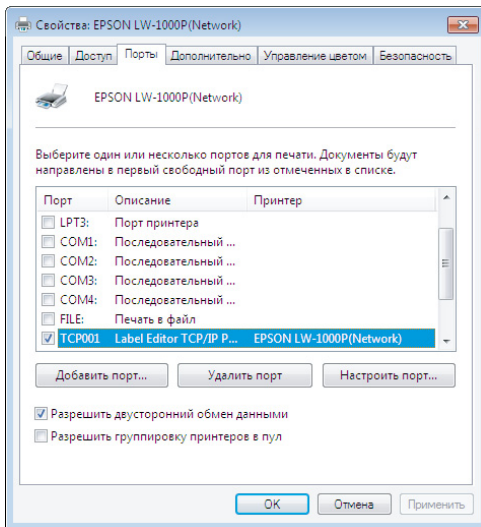 Свойства: EPSON LW-1000P(Network)
Общие Доступ Порты Дополнительно Управление цветом Безопасность
EPSON LW-1000P(Network)
Выберите один или несколько портов для печати. Документы будут
направлены в первый свободный порт из отмеченных в списке.
Порт Описание Принтер
LPT3: Порт принтера
COM1: Последовательный ...
COM2: Последовательный ...
COM3: Последовательный ...
COM4: Последовательный ...
FILE: Печать в файл
TCP001 Label Editor TCP/IP P... EPSON LW-1000P(Network)
Добавить порт... Удалить порт Настроить порт...
Разрешить двусторонний обмен данными
Разрешить группировку принтеров в пул
OK Отмена Применить